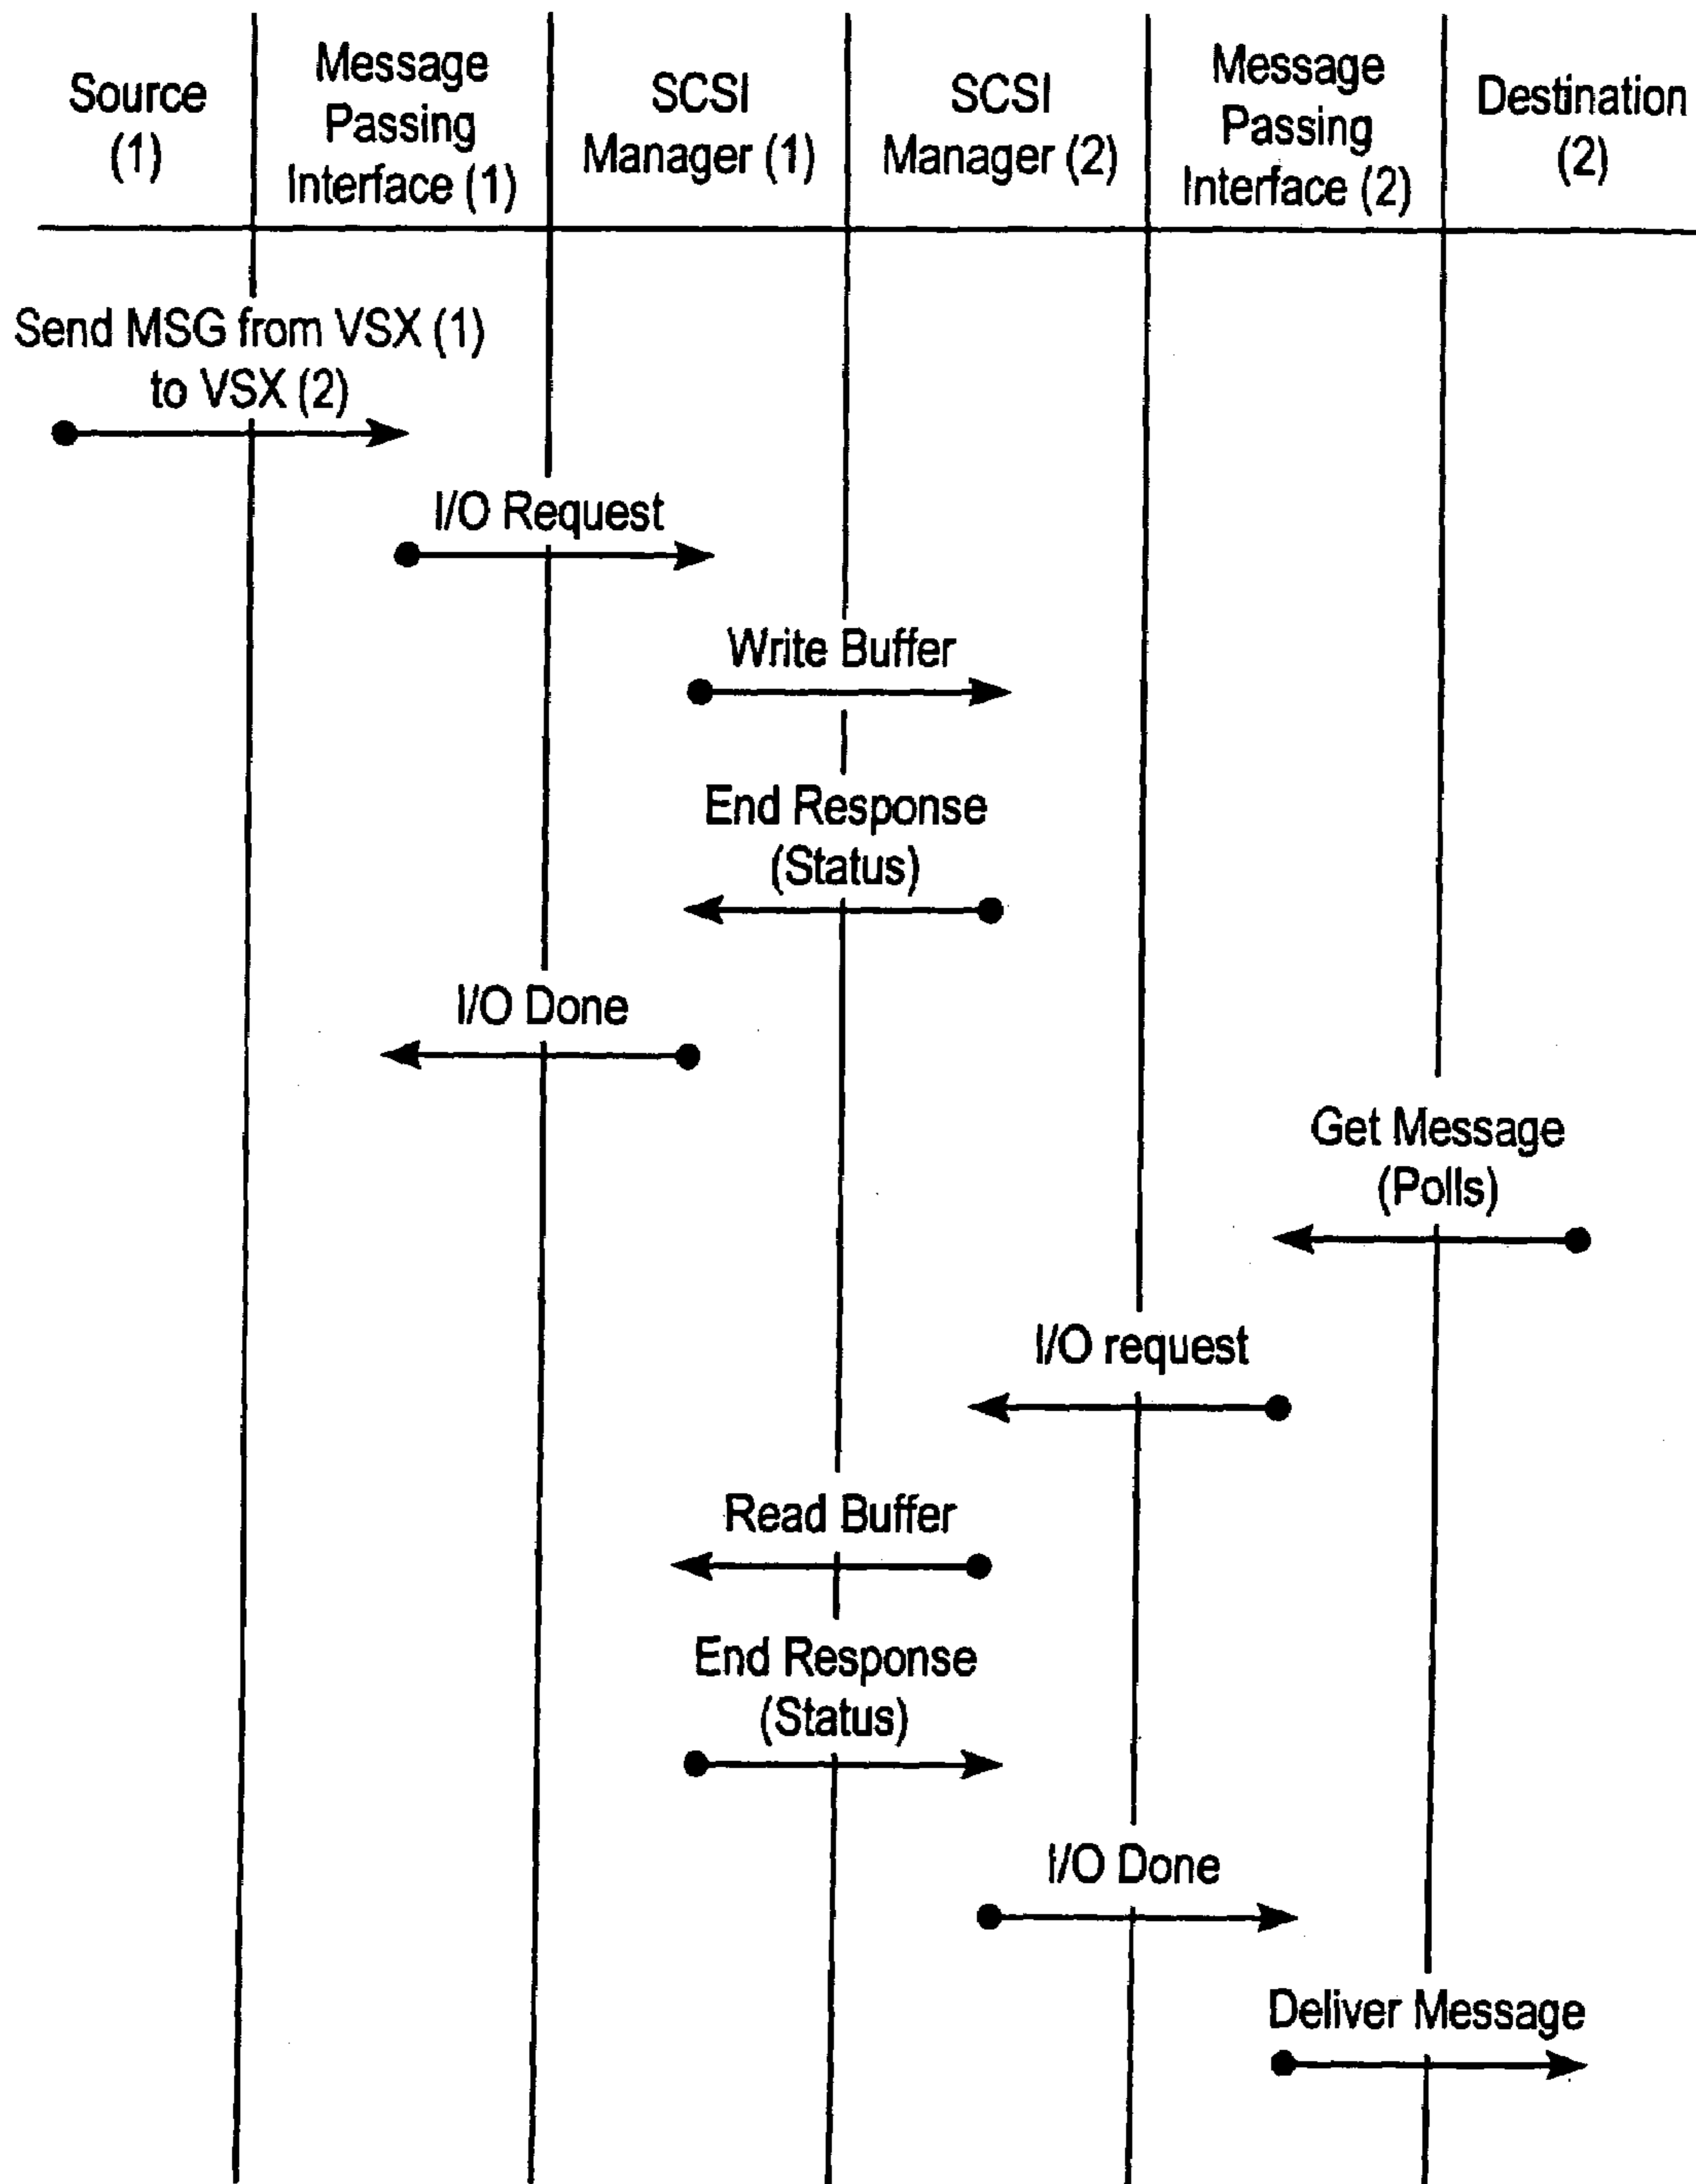 Source
(1)
Message
Passing
Interface (1)
SCSI
Manager (1)
SCSI
Manager (2)
Message
Passing
Interface (2)
Destination
(2)
Send MSG from VSX (1)
to VSX (2)
I/O Request
Write Buffer
End Response
(Status)
I/O Done
Get Message
(Polls)
I/O request
Read Buffer
End Response
(Status)
I/O Done
Deliver Message